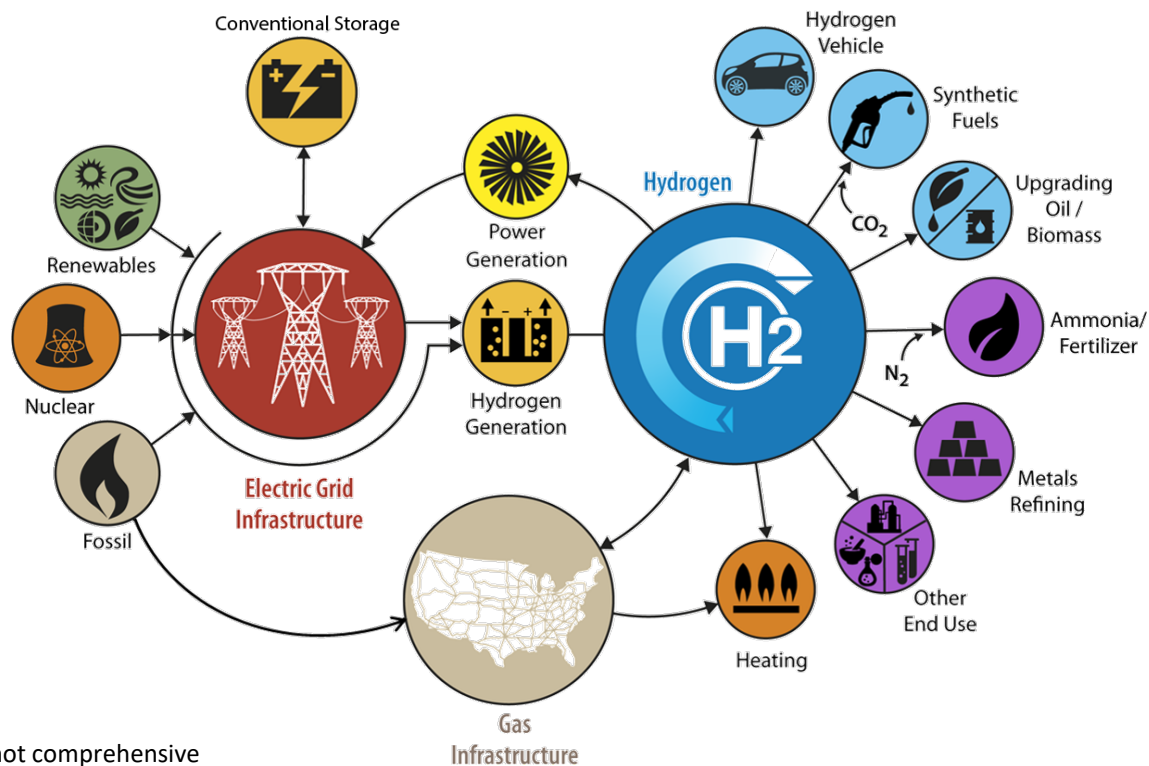 Conventional Storage
Hydrogen
Vehicle
Synthetic
Fuels
Renewables
Power
Generation
Hydrogen
CO2
Upgrading
Oil /
Biomass
Nuclear
- +
H2
N2
Ammonia/
Fertilizer
Hydrogen
Generation
Fossil
Electric Grid
Infrastructure
Metals
Refining
Other
End Use
Heating
Gas
Infrastructure
not comprehensive